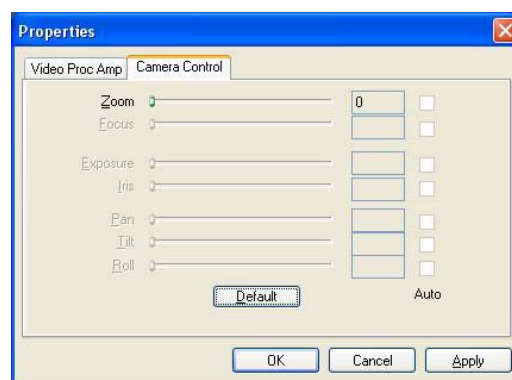 Properties
Video Proc Amp Camera Control
Zoom 0
Focus
Exposure
Iris
Pan
Tilt
Roll
Default Auto
OK Cancel Apply